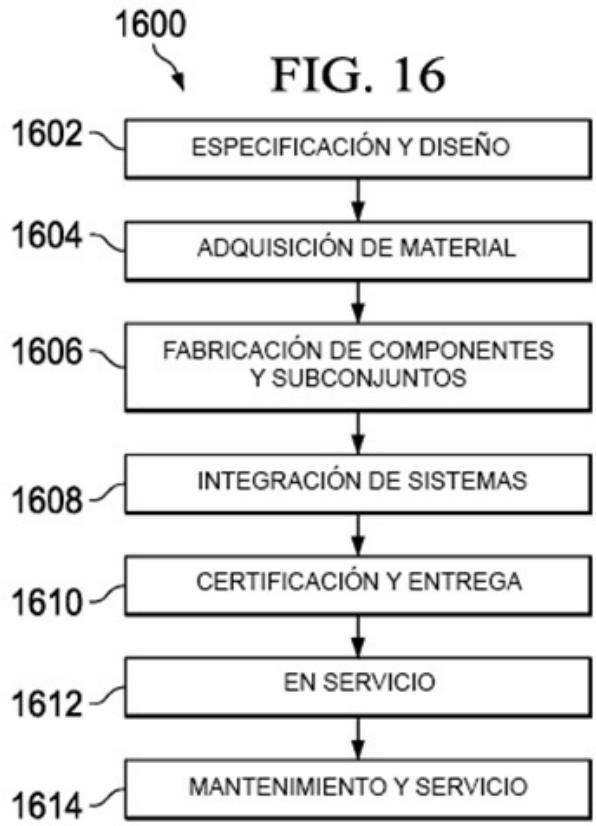 1600
FIG. 16
1602
ESPECIFICACIÓN Y DISEÑO
1604
ADQUISICIÓN DE MATERIAL
1606
FABRICACIÓN DE COMPONENTES
Y SUBCONJUNTOS
1608
INTEGRACIÓN DE SISTEMAS
1610
CERTIFICACIÓN Y ENTREGA
1612
EN SERVICIO
1614
MANTENIMIENTO Y SERVICIO